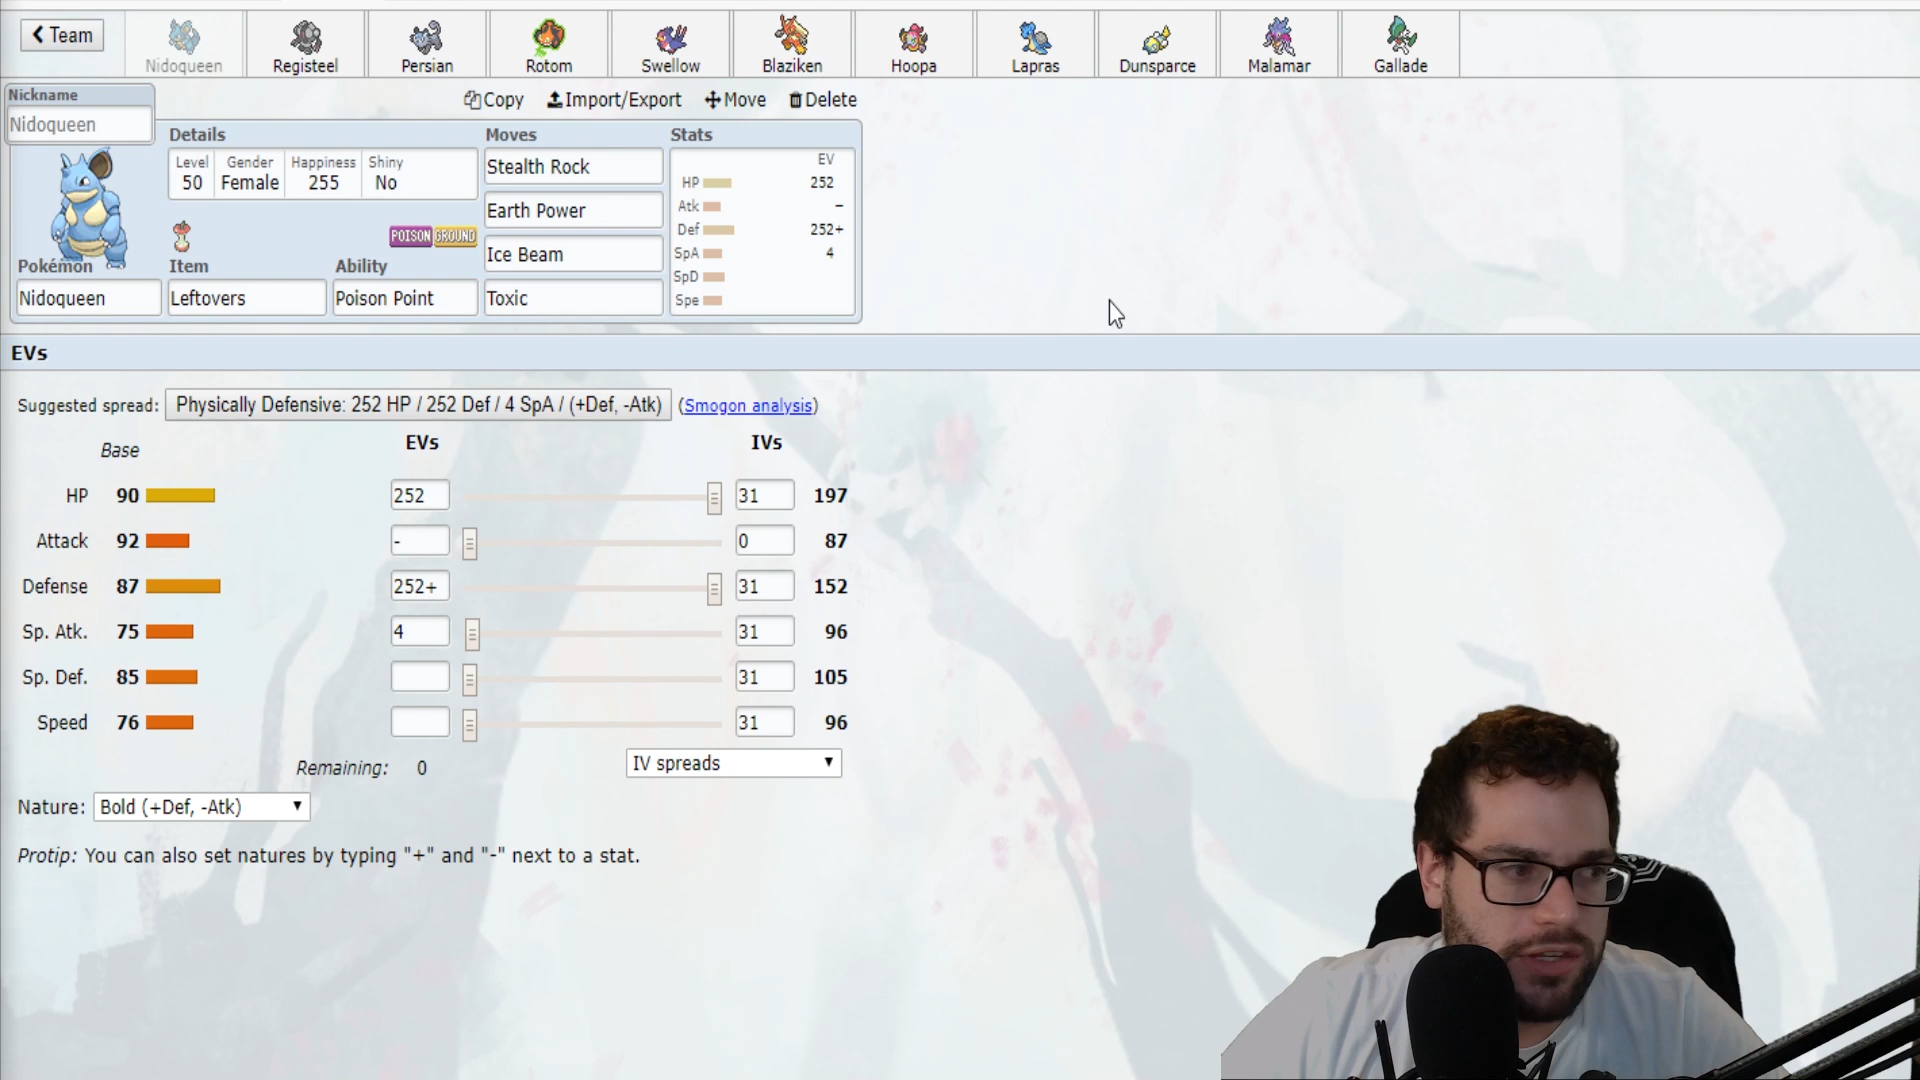 Team
Nidoqueen
Registeel
Persian
Rotom
Swellow
Blaziken
Hoopa
Lapras
Dunsparce
Malamar
Gallade
Nickname
Nidoqueen
Copy
Import/Export
Move
Delete
Details
Moves
Stats
Level
50
Gender
Female
Happiness
255
Shiny
No
Stealth Rock
Earth Power
Ice Beam
Toxic
EV
HP 252
Atk –
Def 252+
SpA 4
SpD
Spe
POISON GROUND
Pokémon
Nidoqueen
Item
Leftovers
Ability
Poison Point
EVs
Suggested spread: Physically Defensive: 252 HP / 252 Def / 4 SpA / (+Def, -Atk) (Smogon analysis)
Base EVs IVs
HP 90 252 31 197
Attack 92 - 0 87
Defense 87 252+ 31 152
Sp. Atk. 75 4 31 96
Sp. Def. 85 31 105
Speed 76 31 96
Remaining: 0
IV spreads
Nature: Bold (+Def, -Atk)
Protip: You can also set natures by typing "+" and "-" next to a stat.